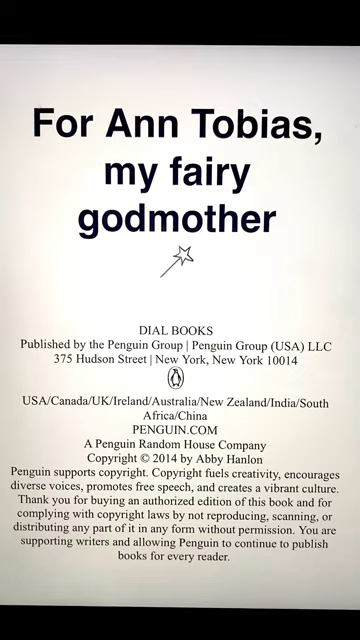 For Ann Tobias,
my fairy
godmother
DIAL BOOKS
Published by the Penguin Group | Penguin Group (USA) LLC
375 Hudson Street | New York, New York 10014
USA/Canada/UK/Ireland/Australia/New Zealand/India/South
Africa/China
PENGUIN.COM
A Penguin Random House Company
Copyright © 2014 by Abby Hanlon
Penguin supports copyright. Copyright fuels creativity, encourages
diverse voices, promotes free speech, and creates a vibrant culture.
Thank you for buying an authorized edition of this book and for
complying with copyright laws by not reproducing, scanning, or
distributing any part of it in any form without permission. You are
supporting writers and allowing Penguin to continue to publish
books for every reader.